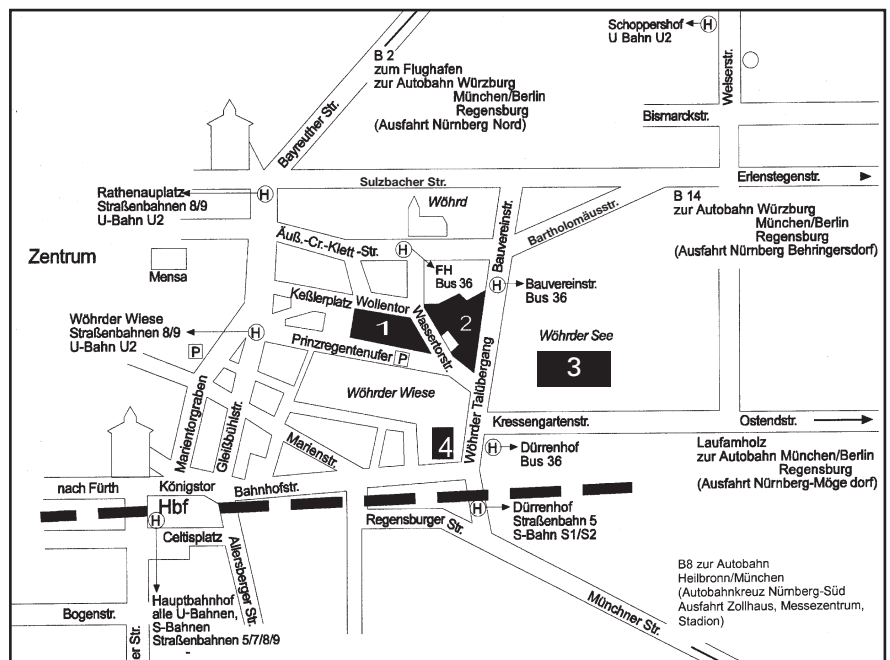 Schoppershof
U Bahn U2
H
Welserstr.
B 2
zum Flughafen
zur Autobahn Würzburg
München/Berlin
Regensburg
(Ausfahrt Nürnberg Nord)
Bayreuther Str.
Bismarckstr.
Erlenstegenstr.
Sulzbacher Str.
Rathenauplatz
Straßenbahnen 8/9
U-Bahn U2
H
Wöhrd
Bauvereinstr.
Bartholomäusstr.
B 14
zur Autobahn Würzburg
München/Berlin
Regensburg
(Ausfahrt Nürnberg Behringersdorf)
Zentrum
Mensa
Äuß.-Cr.-Klett -Str.
H
FH
Bus 36
H
Bauvereinstr.
Bus 36
Keßlerplatz
Wollentor
Wassertorstr.
1
2
Wöhrder See
3
Wöhrder Wiese
Straßenbahnen 8/9
U-Bahn U2
H
P
Prinzregentenufer
P
Wöhrder Talübergang
Wöhrder Wiese
Marientorgraben
Gleißbühlstr.
Marienstr.
4
Kressengartenstr.
Ostendstr.
H
Dürrenhof
Bus 36
Laufamholz
zur Autobahn München/Berlin
Regensburg
(Ausfahrt Nürnberg-Möge dorf)
nach Fürth
Königstor
Bahnhofstr.
Hbf
H
H
Dürrenhof
Straßenbahn 5
S-Bahn S1/S2
Regensburger Str.
Celtisplatz
Allersberger Str.
Münchner Str.
B8 zur Autobahn
Heilbronn/München
(Autobahnkreuz Nürnberg-Süd
Ausfahrt Zollhaus, Messezentrum,
Stadion)
Bogenstr.
Hauptbahnhof
alle U-Bahnen,
S-Bahnen
Straßenbahnen 5/7/8/9
er Str.